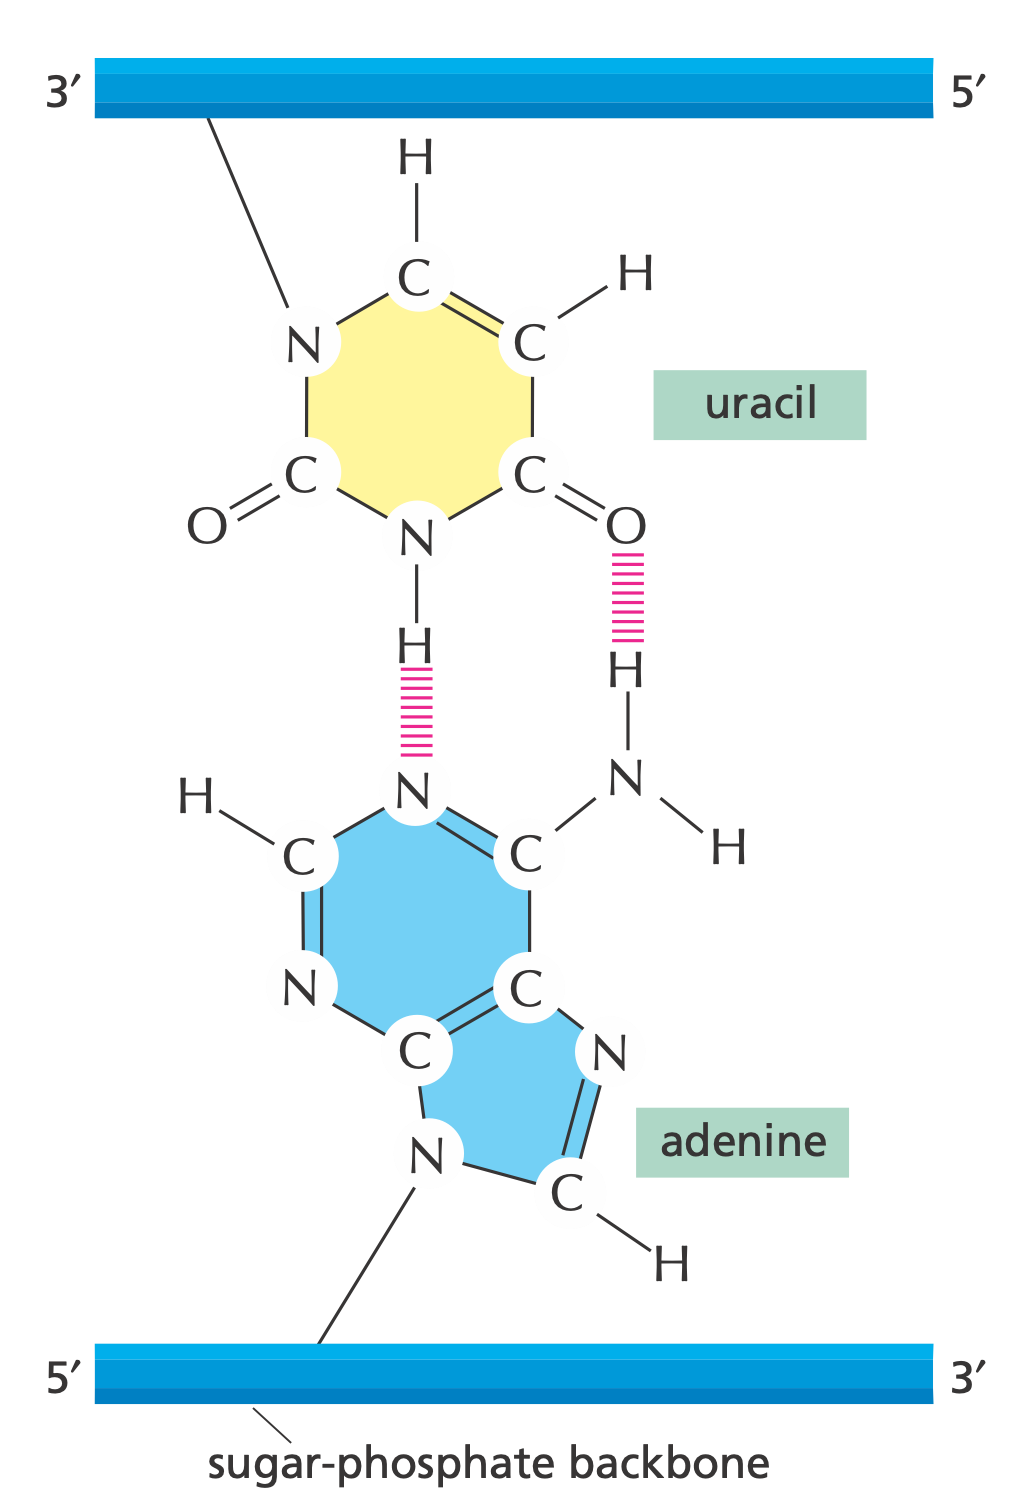 3′ 5′
H
C H
N C
uracil
C C
O O
N
H H
N N
H
C C H
N C
C N
adenine
N C
H
5′ 3′
sugar-phosphate backbone